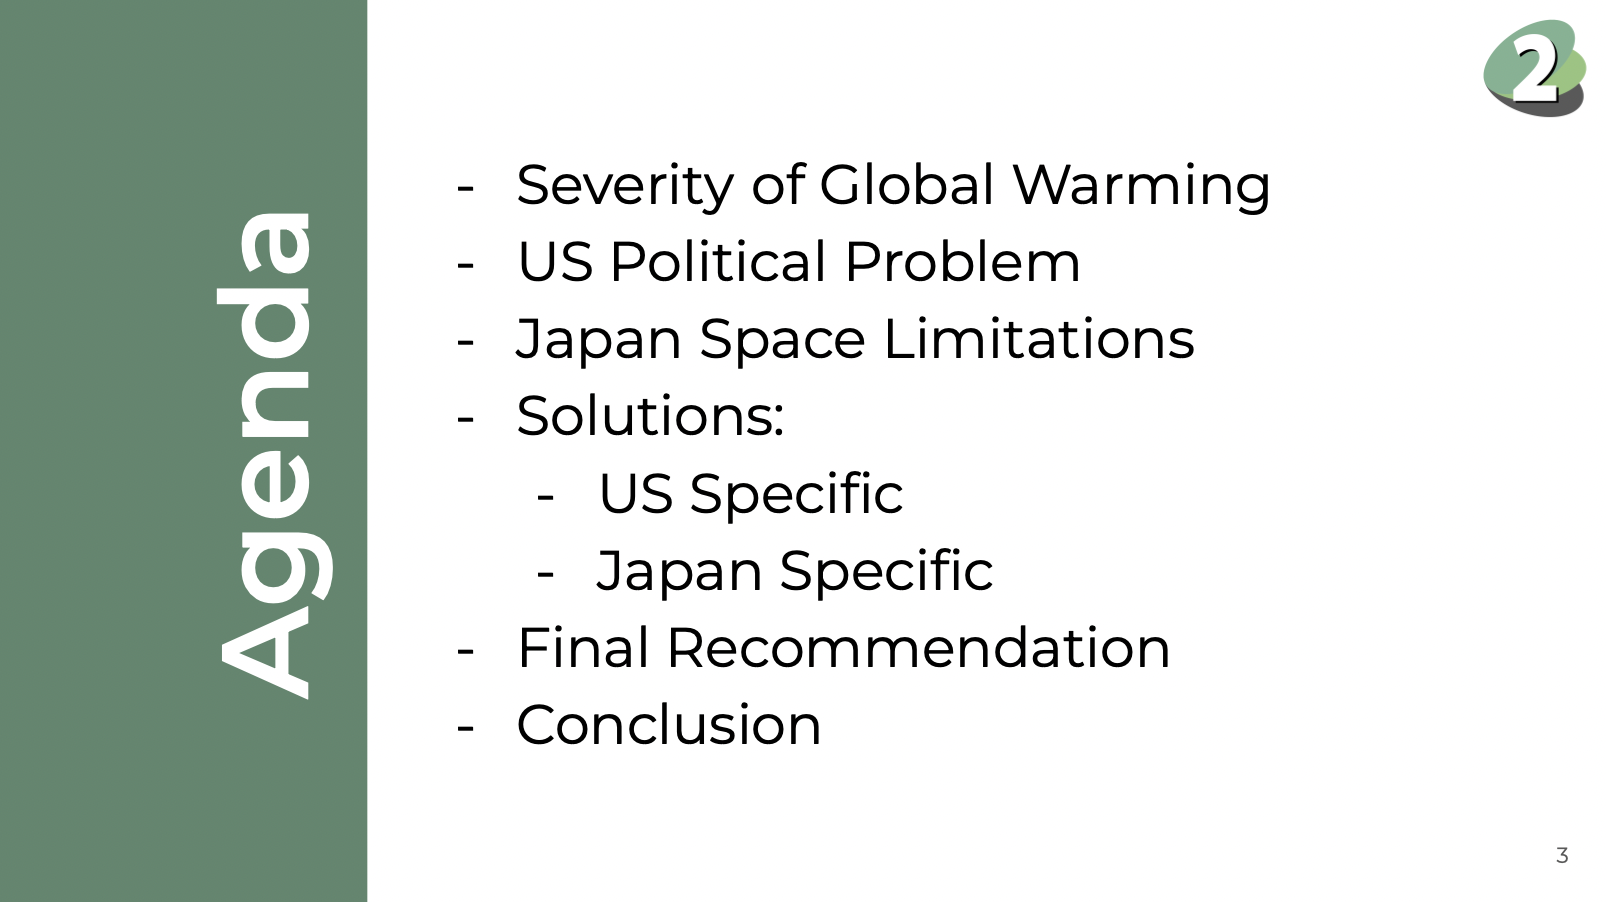 Agenda
2
- Severity of Global Warming
- US Political Problem
- Japan Space Limitations
- Solutions:
- US Specific
- Japan Specific
- Final Recommendation
- Conclusion
3